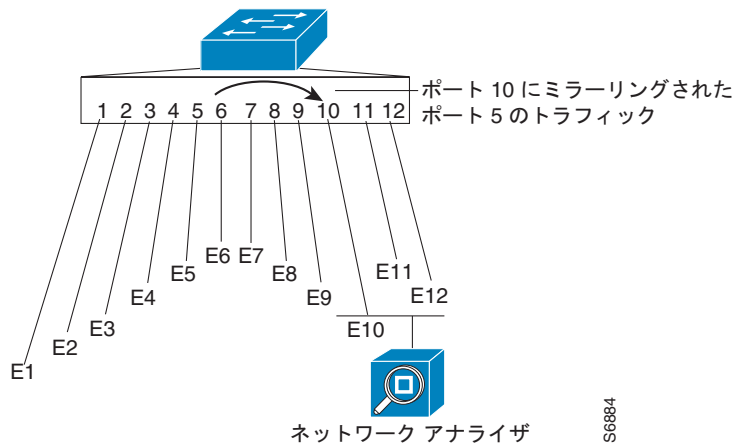 ポート 10 にミラーリングされた
ポート 5 のトラフィック
1 2 3 4 5 6 7 8 9 10 11 12
E1
E2
E3
E4
E5
E6
E7
E8
E9
E10
E11
E12
ネットワーク アナライザ
S6884